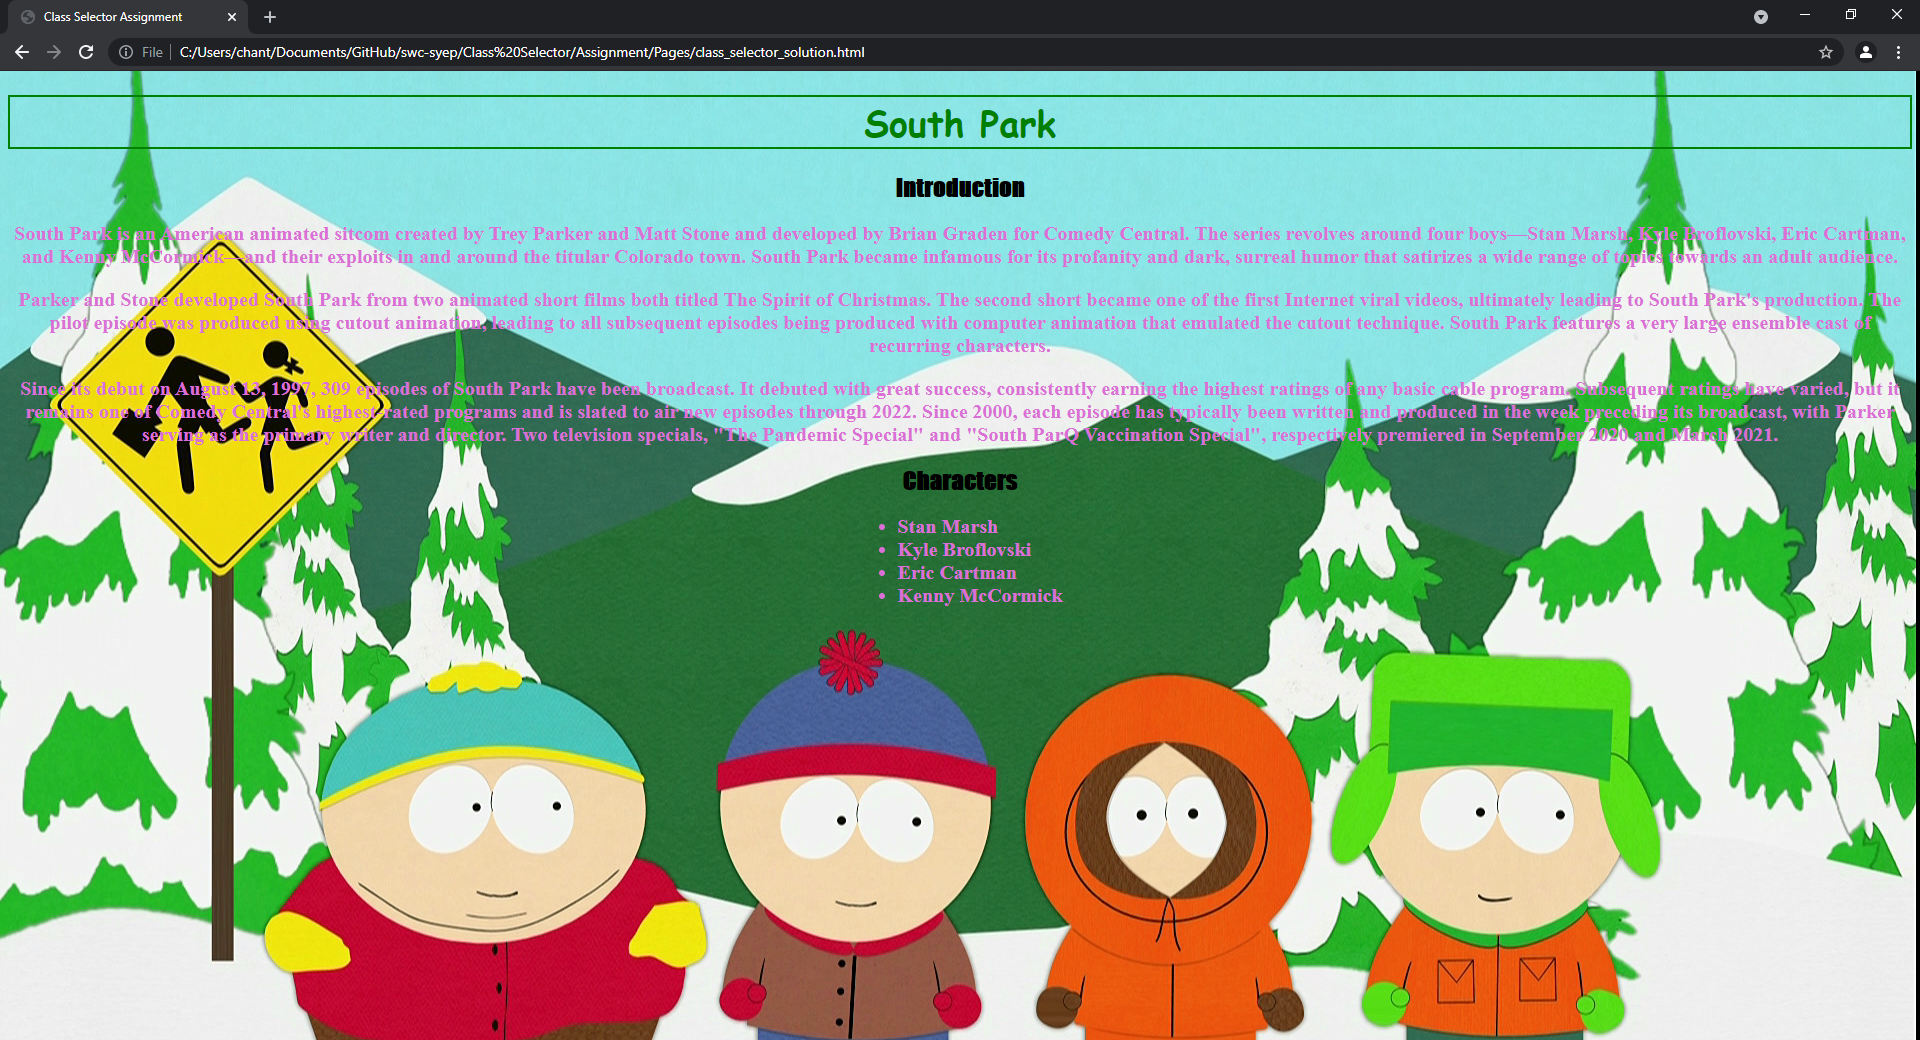 Class Selector Assignment
File
C:/Users/chant/Documents/GitHub/swc-syep/Class%20Selector/Assignment/Pages/class_selector_solution.html
South Park
Introduction
South Park is an American animated sitcom created by Trey Parker and Matt Stone and developed by Brian Graden for Comedy Central. The series revolves around four boys—Stan Marsh, Kyle Broflovski, Eric Cartman,
and Kenny McCormick—and their exploits in and around the titular Colorado town. South Park became infamous for its profanity and dark, surreal humor that satirizes a wide range of topics towards an adult audience.
Parker and Stone developed South Park from two animated short films both titled The Spirit of Christmas. The second short became one of the first Internet viral videos, ultimately leading to South Park's production. The
pilot episode was produced using cutout animation, leading to all subsequent episodes being produced with computer animation that emulated the cutout technique. South Park features a very large ensemble cast of
recurring characters.
Since its debut on August 13, 1997, 309 episodes of South Park have been broadcast. It debuted with great success, consistently earning the highest ratings of any basic cable program. Subsequent ratings have varied, but it
remains one of Comedy Central's highest-rated programs and is slated to air new episodes through 2022. Since 2000, each episode has typically been written and produced in the week preceding its broadcast, with Parker
serving as the primary writer and director. Two television specials, "The Pandemic Special" and "South ParQ Vaccination Special", respectively premiered in September 2020 and March 2021.
Characters
• Stan Marsh
• Kyle Broflovski
• Eric Cartman
• Kenny McCormick